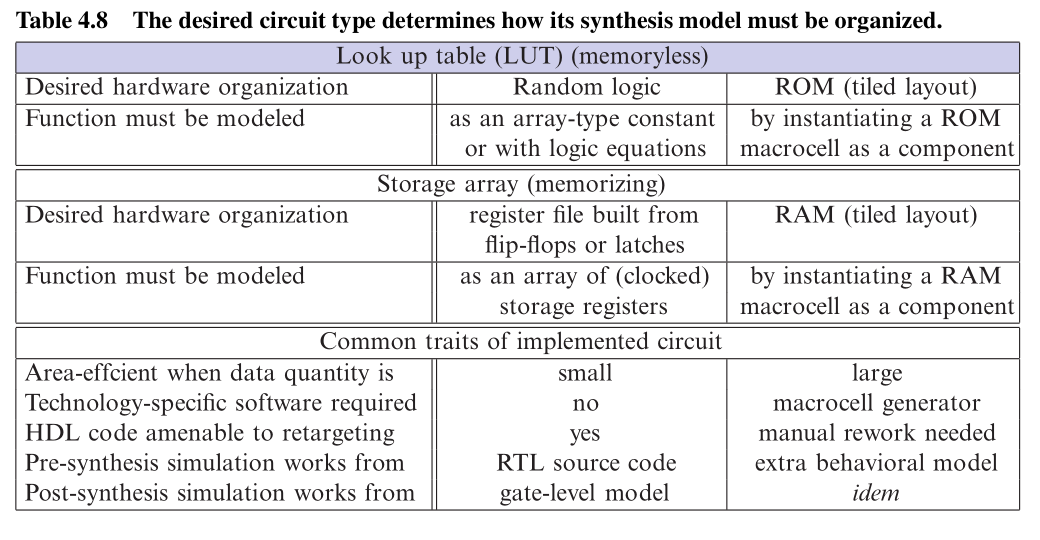 Table 4.8 The desired circuit type determines how its synthesis model must be organized.
Look up table (LUT) (memoryless)
Desired hardware organization Random logic ROM (tiled layout)
Function must be modeled as an array-type constant by instantiating a ROM
or with logic equations macrocell as a component
Storage array (memorizing)
Desired hardware organization register file built from RAM (tiled layout)
flip-flops or latches
Function must be modeled as an array of (clocked) by instantiating a RAM
storage registers macrocell as a component
Common traits of implemented circuit
Area-effcient when data quantity is small large
Technology-specific software required no macrocell generator
HDL code amenable to retargeting yes manual rework needed
Pre-synthesis simulation works from RTL source code extra behavioral model
Post-synthesis simulation works from gate-level model idem